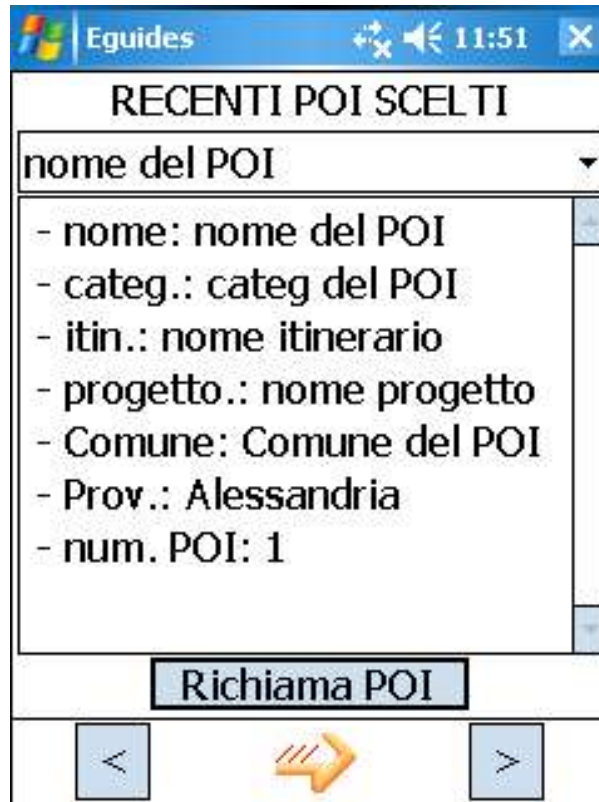 Eguides 11:51
RECENTI POI SCELTI
nome del POI
- nome: nome del POI
- categ.: categ del POI
- itin.: nome itinerario
- progetto.: nome progetto
- Comune: Comune del POI
- Prov.: Alessandria
- num. POI: 1
Richiama POI
< >